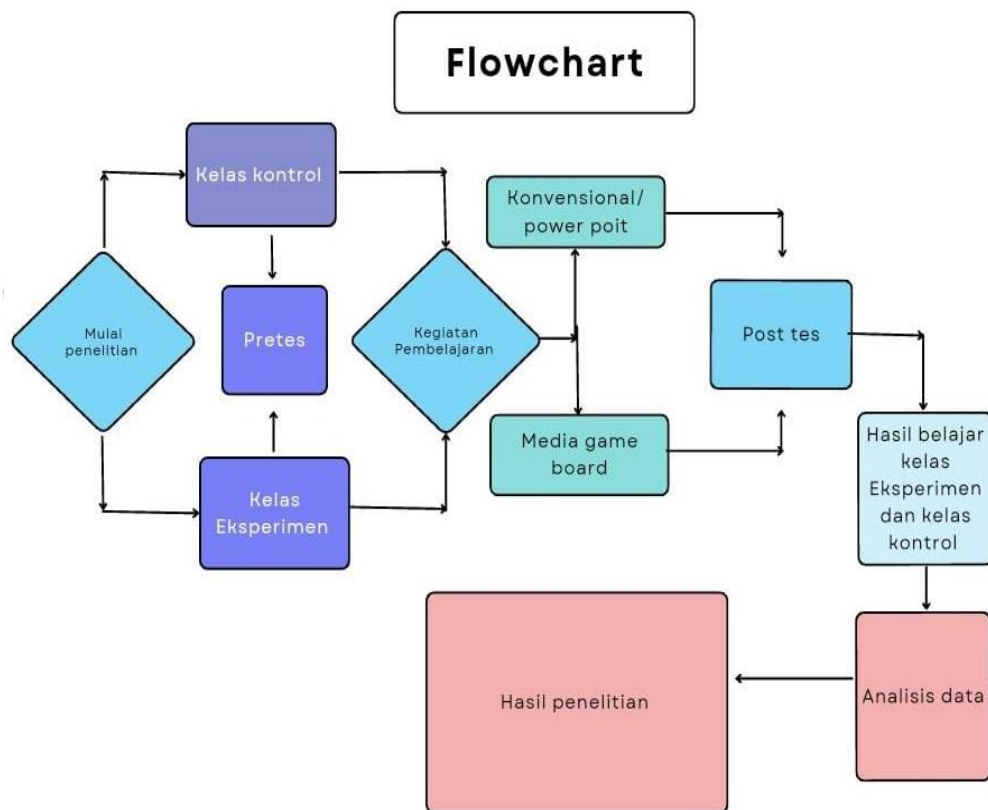 Flowchart
Kelas kontrol
Mulai
penelitian
Pretes
Kelas
Eksperimen
Kegiatan
Pembelajaran
Konvensional/
power poit
Media game
board
Post tes
Hasil belajar
kelas
Eksperimen
dan kelas
kontrol
Analisis data
Hasil penelitian